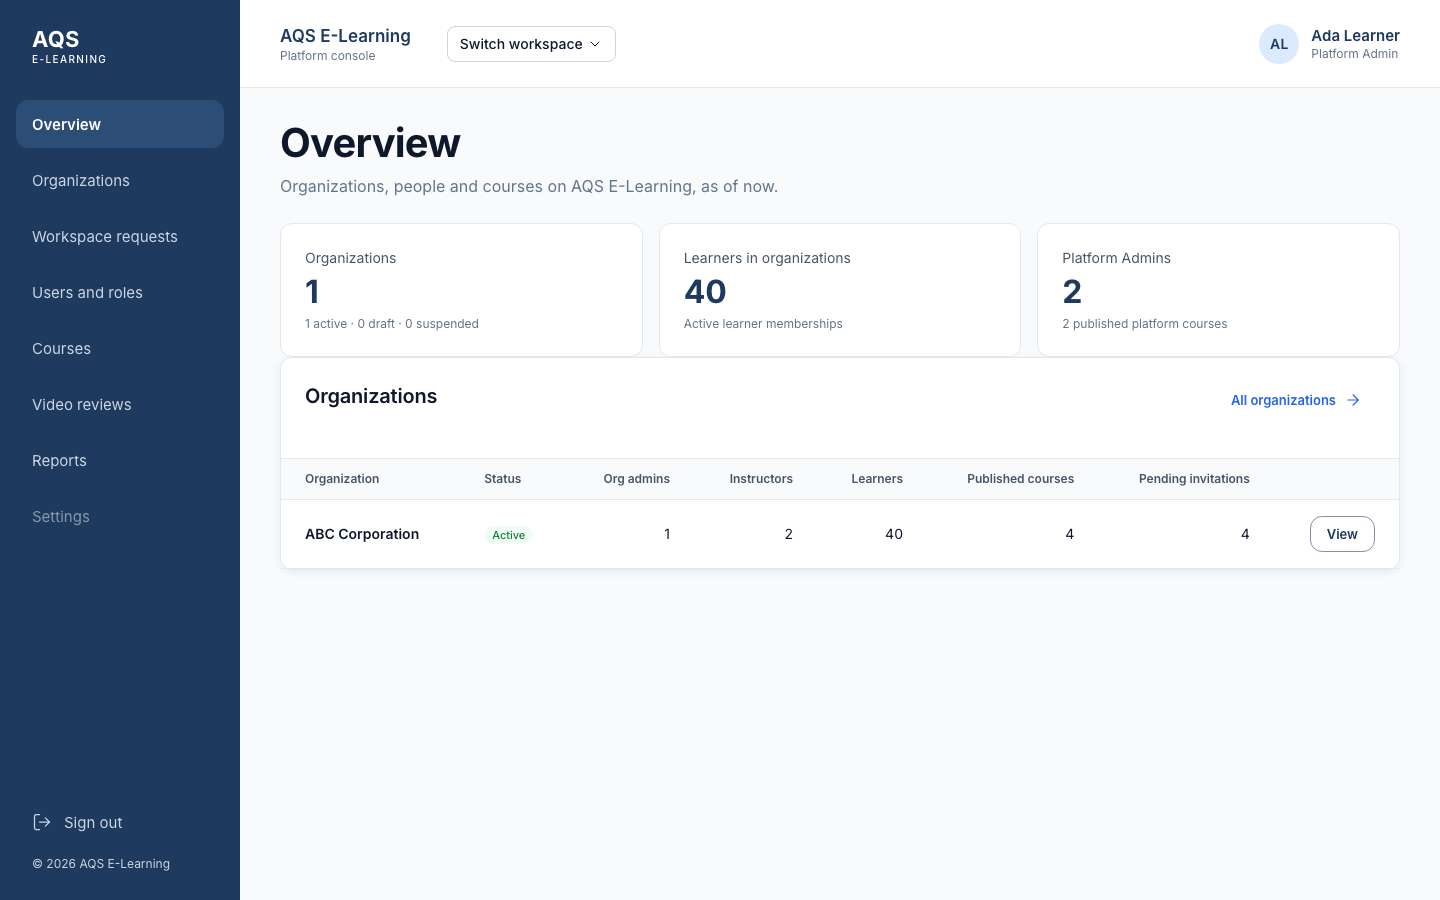 AQS
E-LEARNING
Overview
Organizations
Workspace requests
Users and roles
Courses
Video reviews
Reports
Settings
Sign out
© 2026 AQS E-Learning
AQS E-Learning
Platform console
Switch workspace
AL
Ada Learner
Platform Admin
Overview
Organizations, people and courses on AQS E-Learning, as of now.
Organizations
1
1 active · 0 draft · 0 suspended
Learners in organizations
40
Active learner memberships
Platform Admins
2
2 published platform courses
Organizations
All organizations
Organization Status Org admins Instructors Learners Published courses Pending invitations
ABC Corporation Active 1 2 40 4 4 View